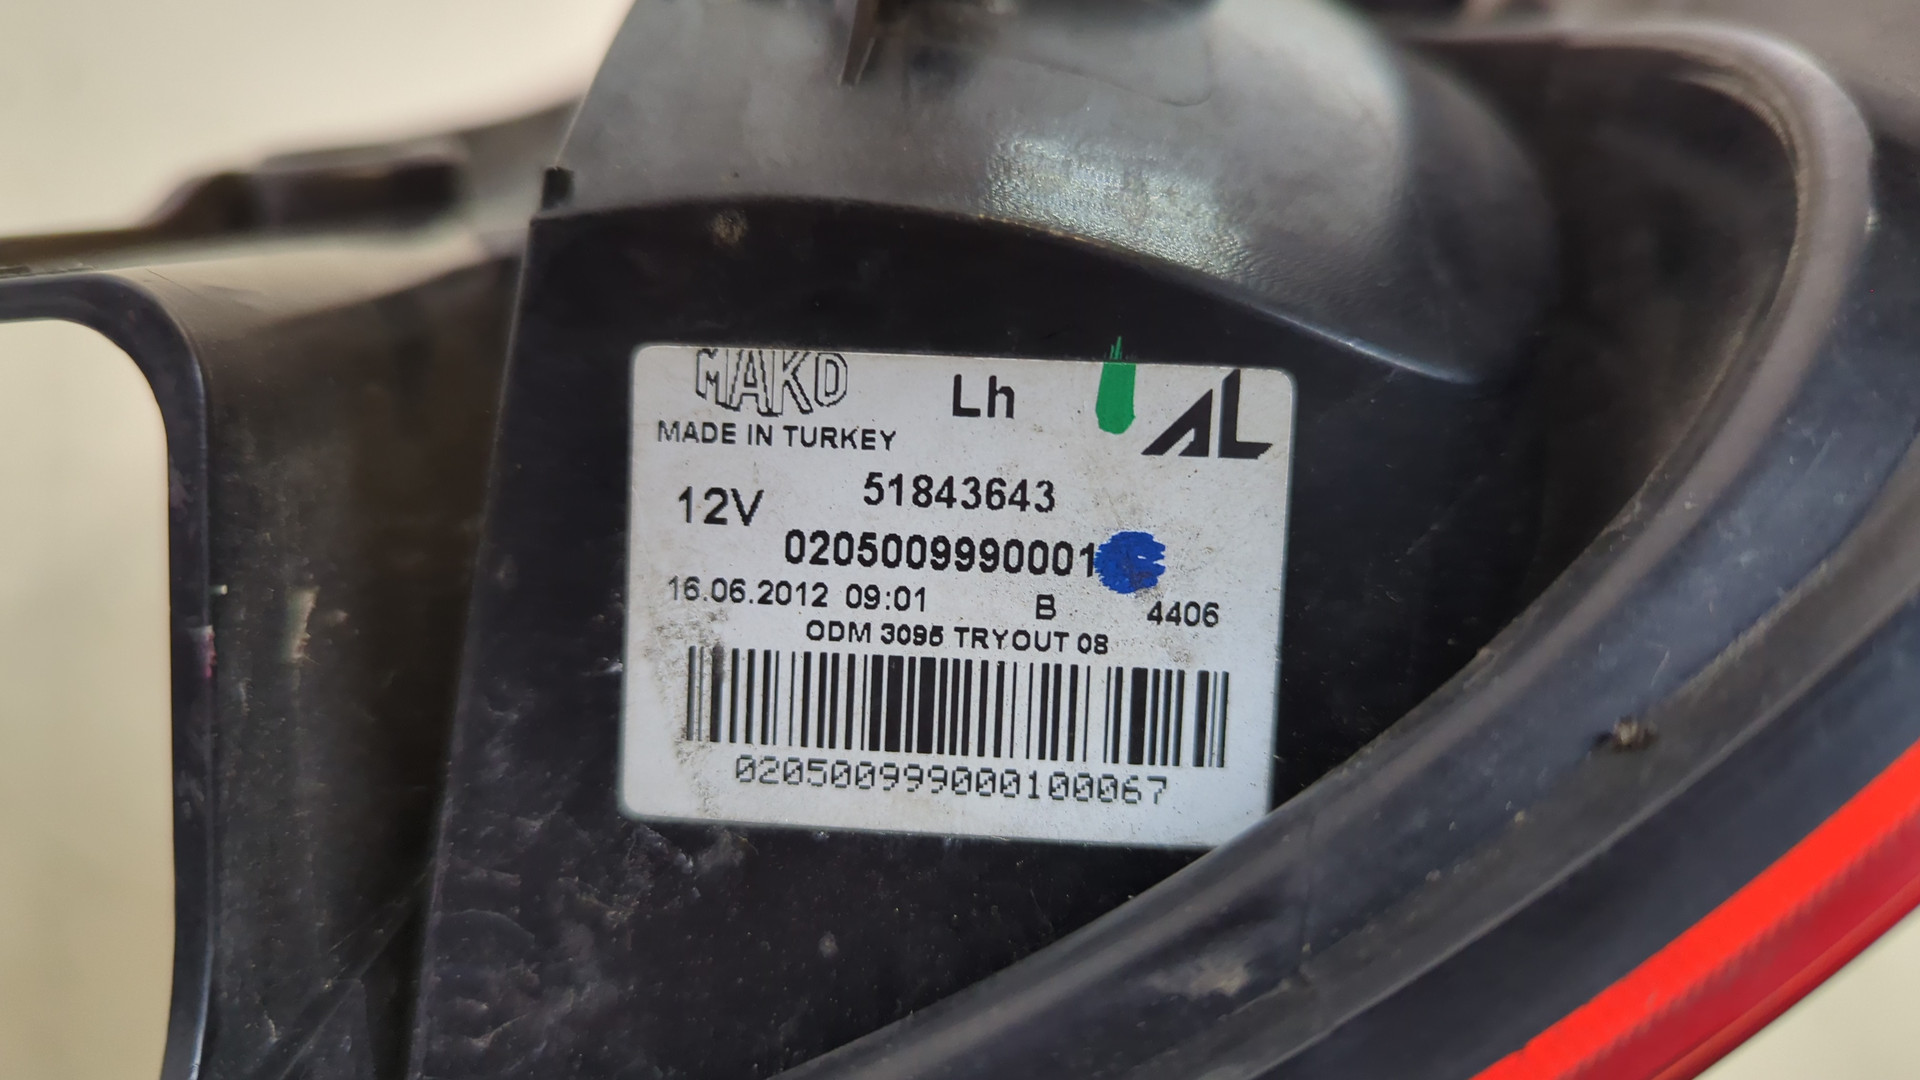 MAKO
Lh
AL
MADE IN TURKEY
12V
51843643
0205009990001
16.06.2012 09:01 B 4406
ODM 3095 TRYOUT 08
020500999000100067